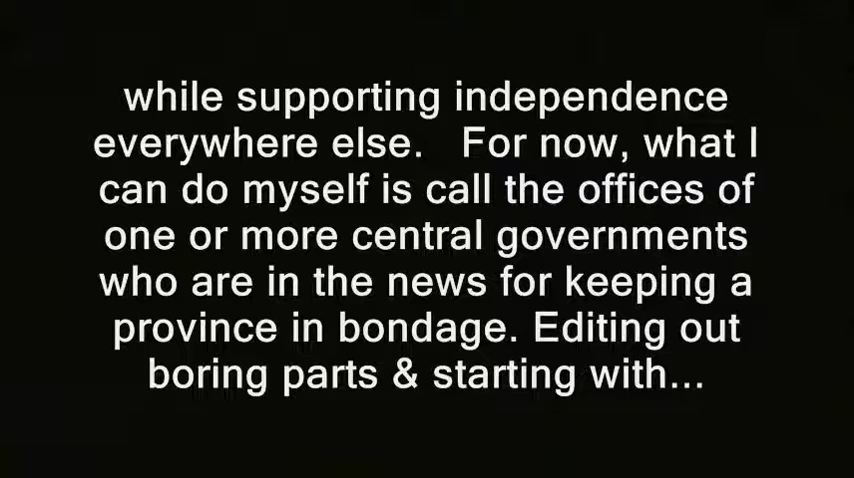 while supporting independence
everywhere else.   For now, what I
can do myself is call the offices of
one or more central governments
who are in the news for keeping a
province in bondage. Editing out
boring parts & starting with...